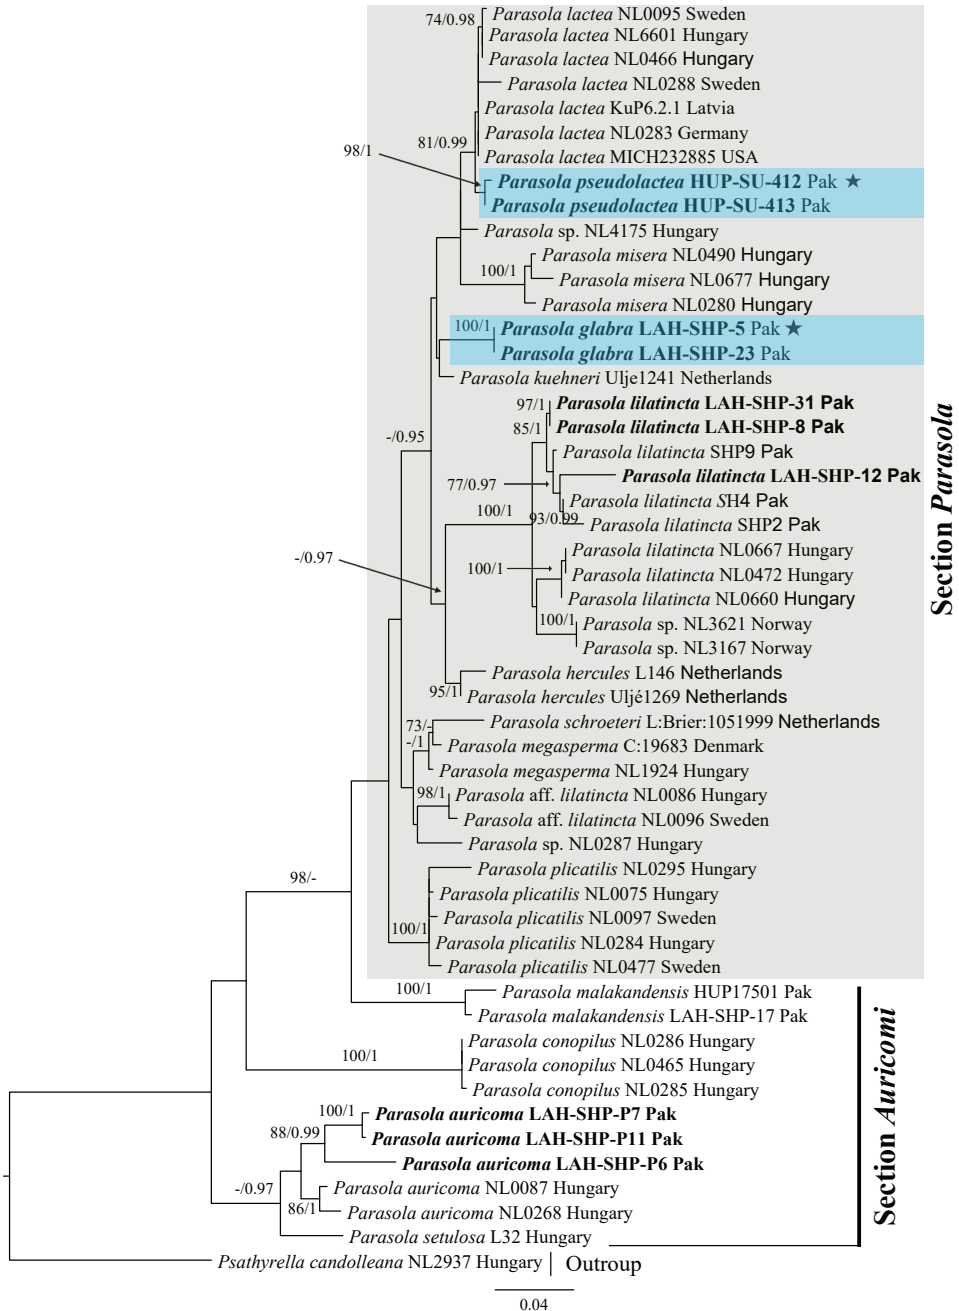 74/0.98
Parasola lactea NL0095 Sweden
Parasola lactea NL6601 Hungary
Parasola lactea NL0466 Hungary
Parasola lactea NL0288 Sweden
Parasola lactea KuP6.2.1 Latvia
81/0.99
Parasola lactea NL0283 Germany
98/1
Parasola lactea MICH232885 USA
Parasola pseudolactea HUP-SU-412 Pak ★
Parasola pseudolactea HUP-SU-413 Pak
Parasola sp. NL4175 Hungary
Parasola misera NL0490 Hungary
100/1
Parasola misera NL0677 Hungary
Parasola misera NL0280 Hungary
100/1
Parasola glabra LAH-SHP-5 Pak ★
Parasola glabra LAH-SHP-23 Pak
Parasola kuehneri Ulje1241 Netherlands
97/1
Parasola lilatincta LAH-SHP-31 Pak
85/1
Parasola lilatincta LAH-SHP-8 Pak
-/0.95
Parasola lilatincta SHP9 Pak
77/0.97
Parasola lilatincta LAH-SHP-12 Pak
Parasola lilatincta SH4 Pak
100/1
93/0.99
Parasola lilatincta SHP2 Pak
-/0.97
Parasola lilatincta NL0667 Hungary
100/1
Parasola lilatincta NL0472 Hungary
Parasola lilatincta NL0660 Hungary
100/1
Parasola sp. NL3621 Norway
Parasola sp. NL3167 Norway
Parasola hercules L146 Netherlands
95/1
Parasola hercules Uljé1269 Netherlands
73/-
Parasola schroeteri L:Brier:1051999 Netherlands
-/1
Parasola megasperma C:19683 Denmark
Parasola megasperma NL1924 Hungary
98/1
Parasola aff. lilatincta NL0086 Hungary
Parasola aff. lilatincta NL0096 Sweden
Parasola sp. NL0287 Hungary
Parasola plicatilis NL0295 Hungary
98/-
Parasola plicatilis NL0075 Hungary
Parasola plicatilis NL0097 Sweden
100/1
Parasola plicatilis NL0284 Hungary
Parasola plicatilis NL0477 Sweden
Section Parasola
100/1
Parasola malakandensis HUP17501 Pak
Parasola malakandensis LAH-SHP-17 Pak
Parasola conopilus NL0286 Hungary
100/1
Parasola conopilus NL0465 Hungary
Parasola conopilus NL0285 Hungary
100/1
Parasola auricoma LAH-SHP-P7 Pak
88/0.99
Parasola auricoma LAH-SHP-P11 Pak
Parasola auricoma LAH-SHP-P6 Pak
-/0.97
Parasola auricoma NL0087 Hungary
86/1
Parasola auricoma NL0268 Hungary
Parasola setulosa L32 Hungary
Section Auricomi
Psathyrella candolleana NL2937 Hungary
Outroup
0.04